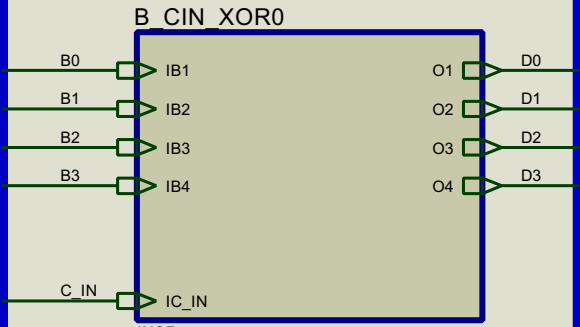 B_CIN_XOR0
B0 IB1 O1 D0
B1 IB2 O2 D1
B2 IB3 O3 D2
B3 IB4 O4 D3
C_IN IC_IN